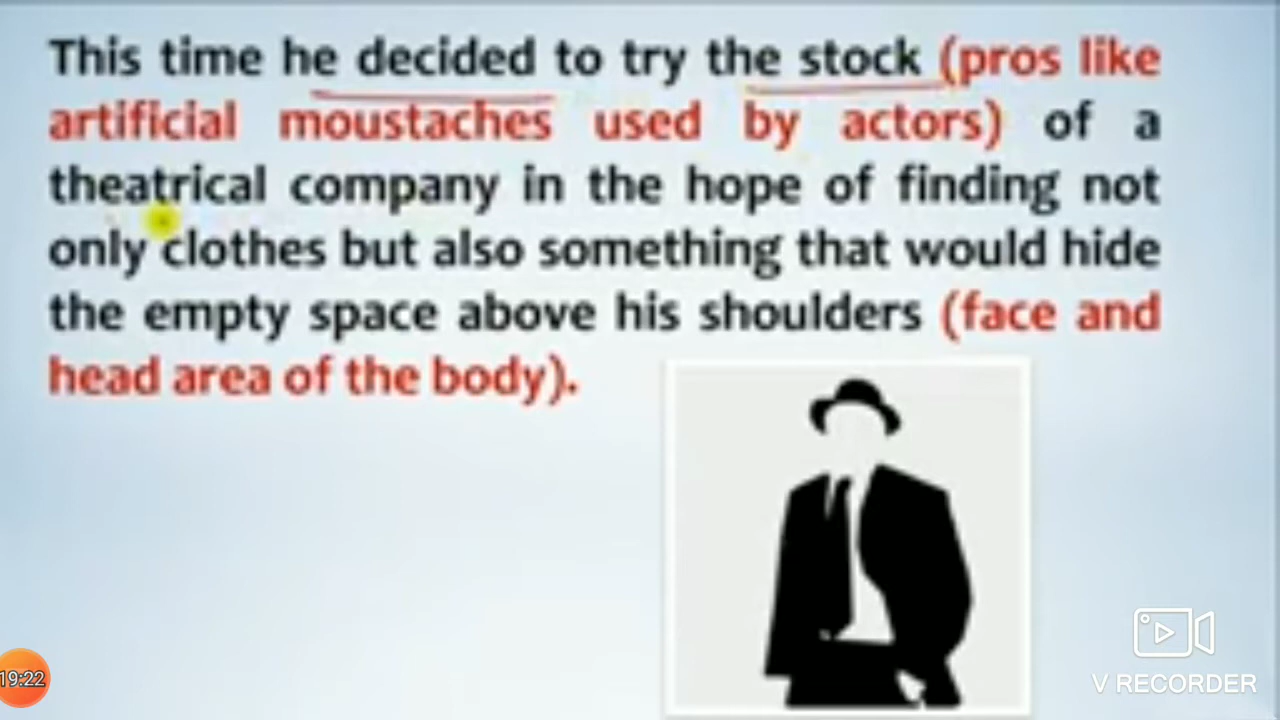 This time he decided to try the stock (pros like
artificial moustaches used by actors) of a
theatrical company in the hope of finding not
only clothes but also something that would hide
the empty space above his shoulders (face and
head area of the body).
19:22
V RECORDER